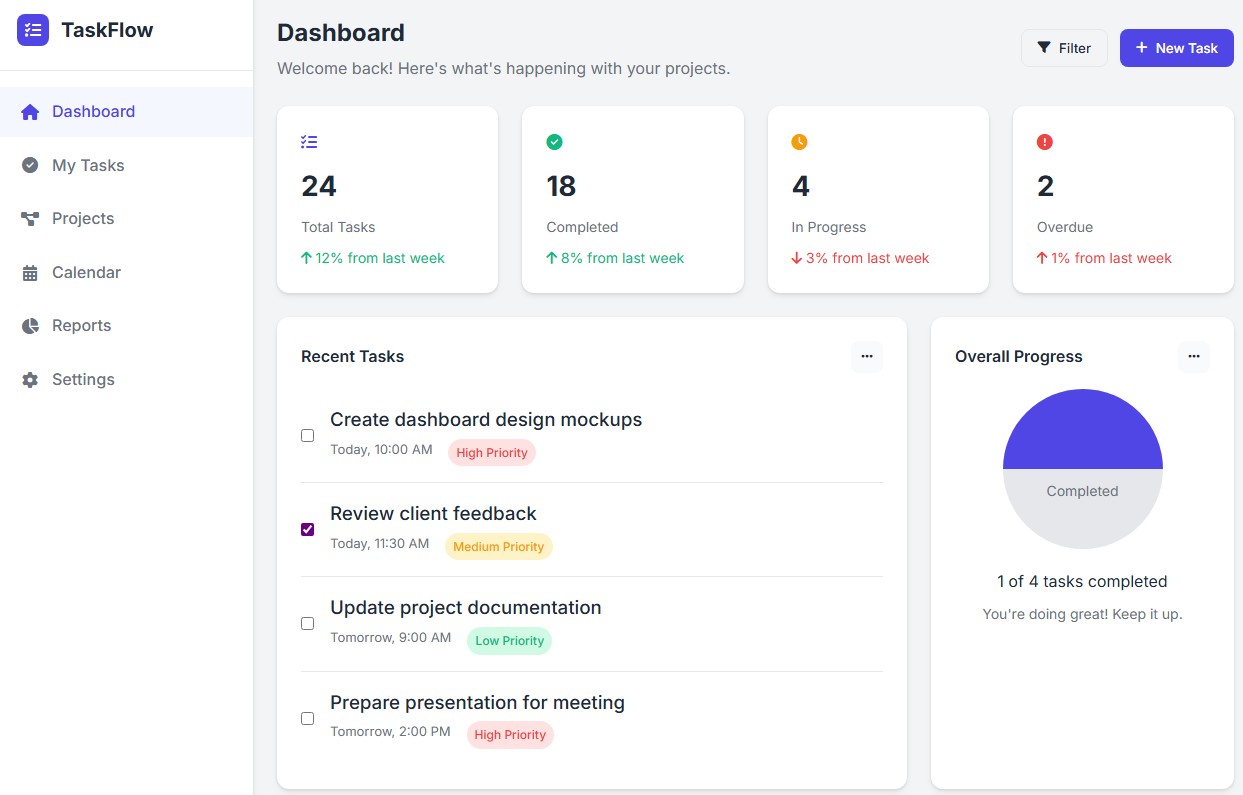 TaskFlow
Dashboard
My Tasks
Projects
Calendar
Reports
Settings
Dashboard
Welcome back! Here's what's happening with your projects.
Filter
New Task
24
Total Tasks
12% from last week
18
Completed
8% from last week
4
In Progress
3% from last week
2
Overdue
1% from last week
Recent Tasks
Create dashboard design mockups
Today, 10:00 AM High Priority
Review client feedback
Today, 11:30 AM Medium Priority
Update project documentation
Tomorrow, 9:00 AM Low Priority
Prepare presentation for meeting
Tomorrow, 2:00 PM High Priority
Overall Progress
Completed
1 of 4 tasks completed
You're doing great! Keep it up.